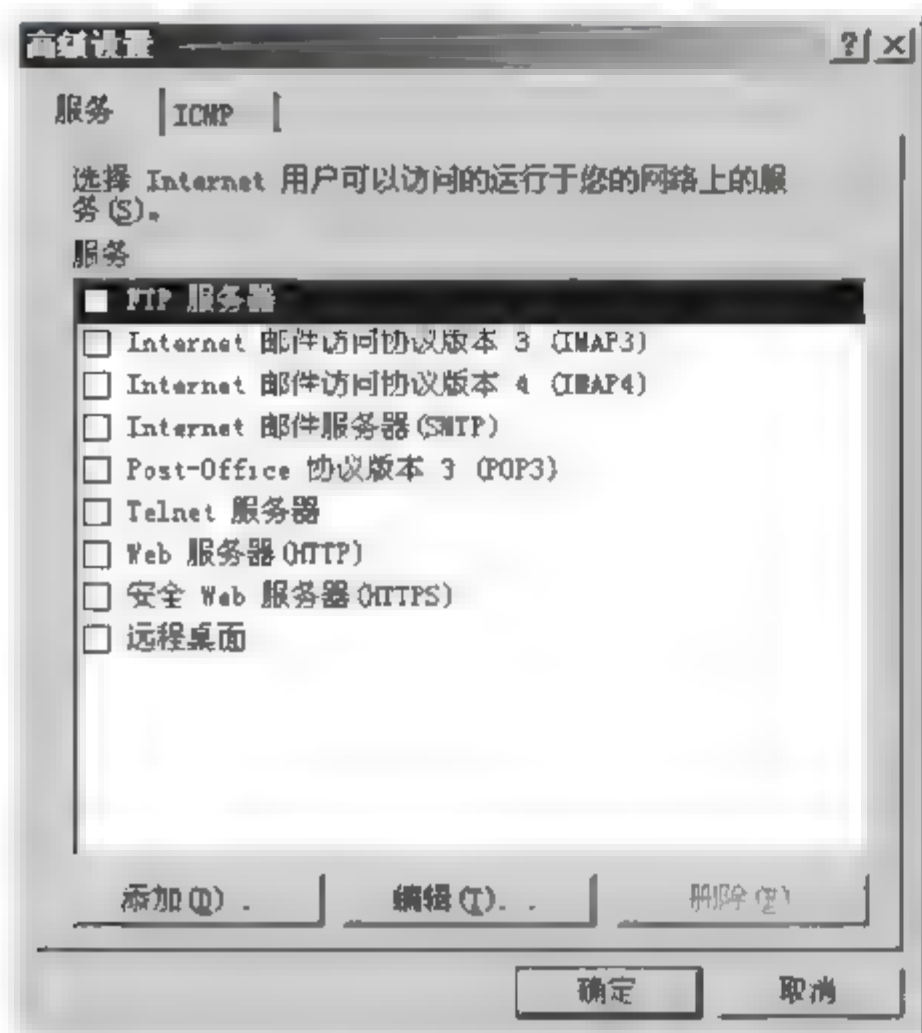 高级设置
服务
ICMP
选择 Internet 用户可以访问的运行于您的网络上的服
务(S)。
服务
FTP 服务器
Internet 邮件访问协议版本 3 (IMAP3)
Internet 邮件访问协议版本 4 (IMAP4)
Internet 邮件服务器(SMTP)
Post-Office 协议版本 3 (POP3)
Telnet 服务器
Web 服务器(HTTP)
安全 Web 服务器(HTTPS)
远程桌面
添加(D) .
编辑(T). .
删除(E)
确定
取消